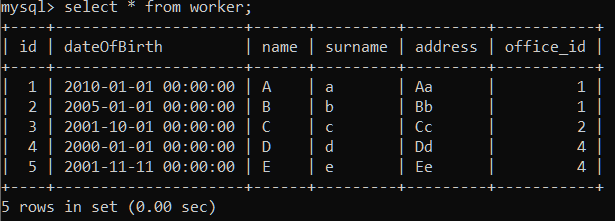 mysql> select * from worker;
+----+---------------------+------+---------+---------+-----------+
| id | dateOfBirth         | name | surname | address | office_id |
+----+---------------------+------+---------+---------+-----------+
|  1 | 2010-01-01 00:00:00 | A    | a       | Aa      |         1 |
|  2 | 2005-01-01 00:00:00 | B    | b       | Bb      |         1 |
|  3 | 2001-10-01 00:00:00 | C    | c       | Cc      |         2 |
|  4 | 2000-01-01 00:00:00 | D    | d       | Dd      |         4 |
|  5 | 2001-11-11 00:00:00 | E    | e       | Ee      |         4 |
+----+---------------------+------+---------+---------+-----------+
5 rows in set (0.00 sec)